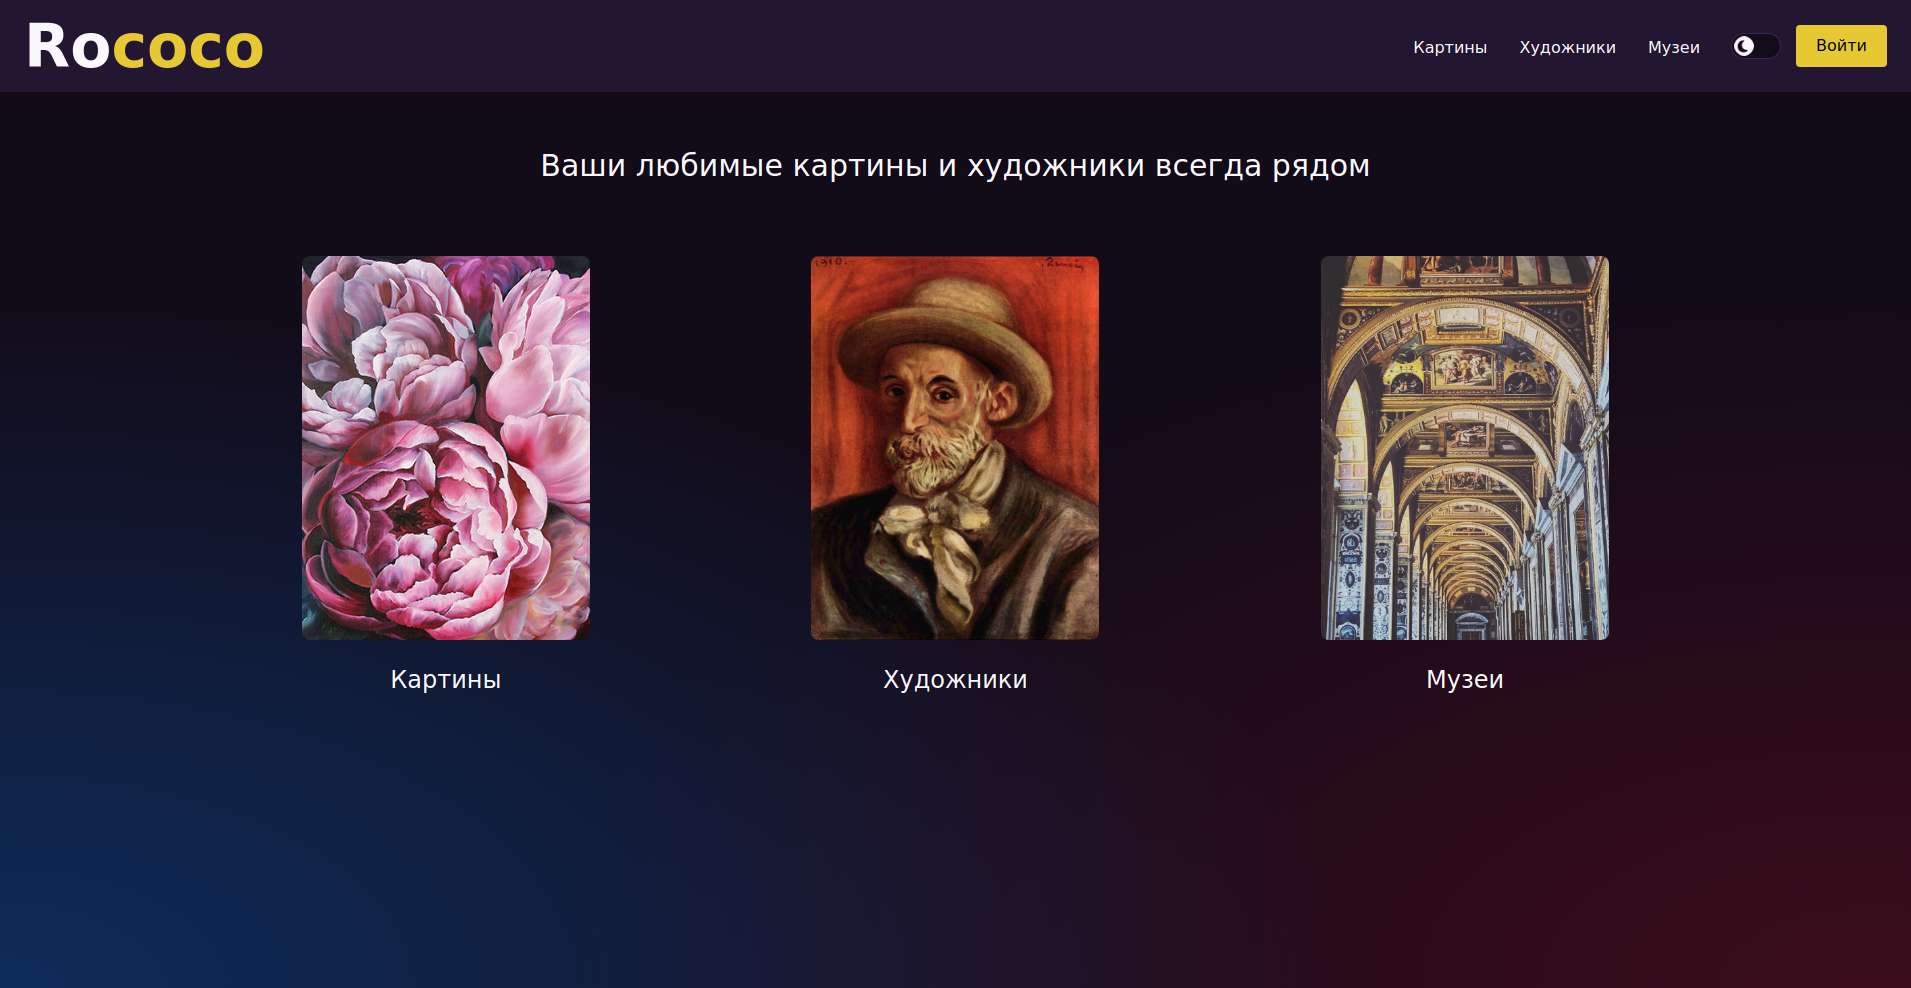 Rococo
Картины Художники Музеи Войти
Ваши любимые картины и художники всегда рядом
1910. Renoir.
Картины Художники Музеи